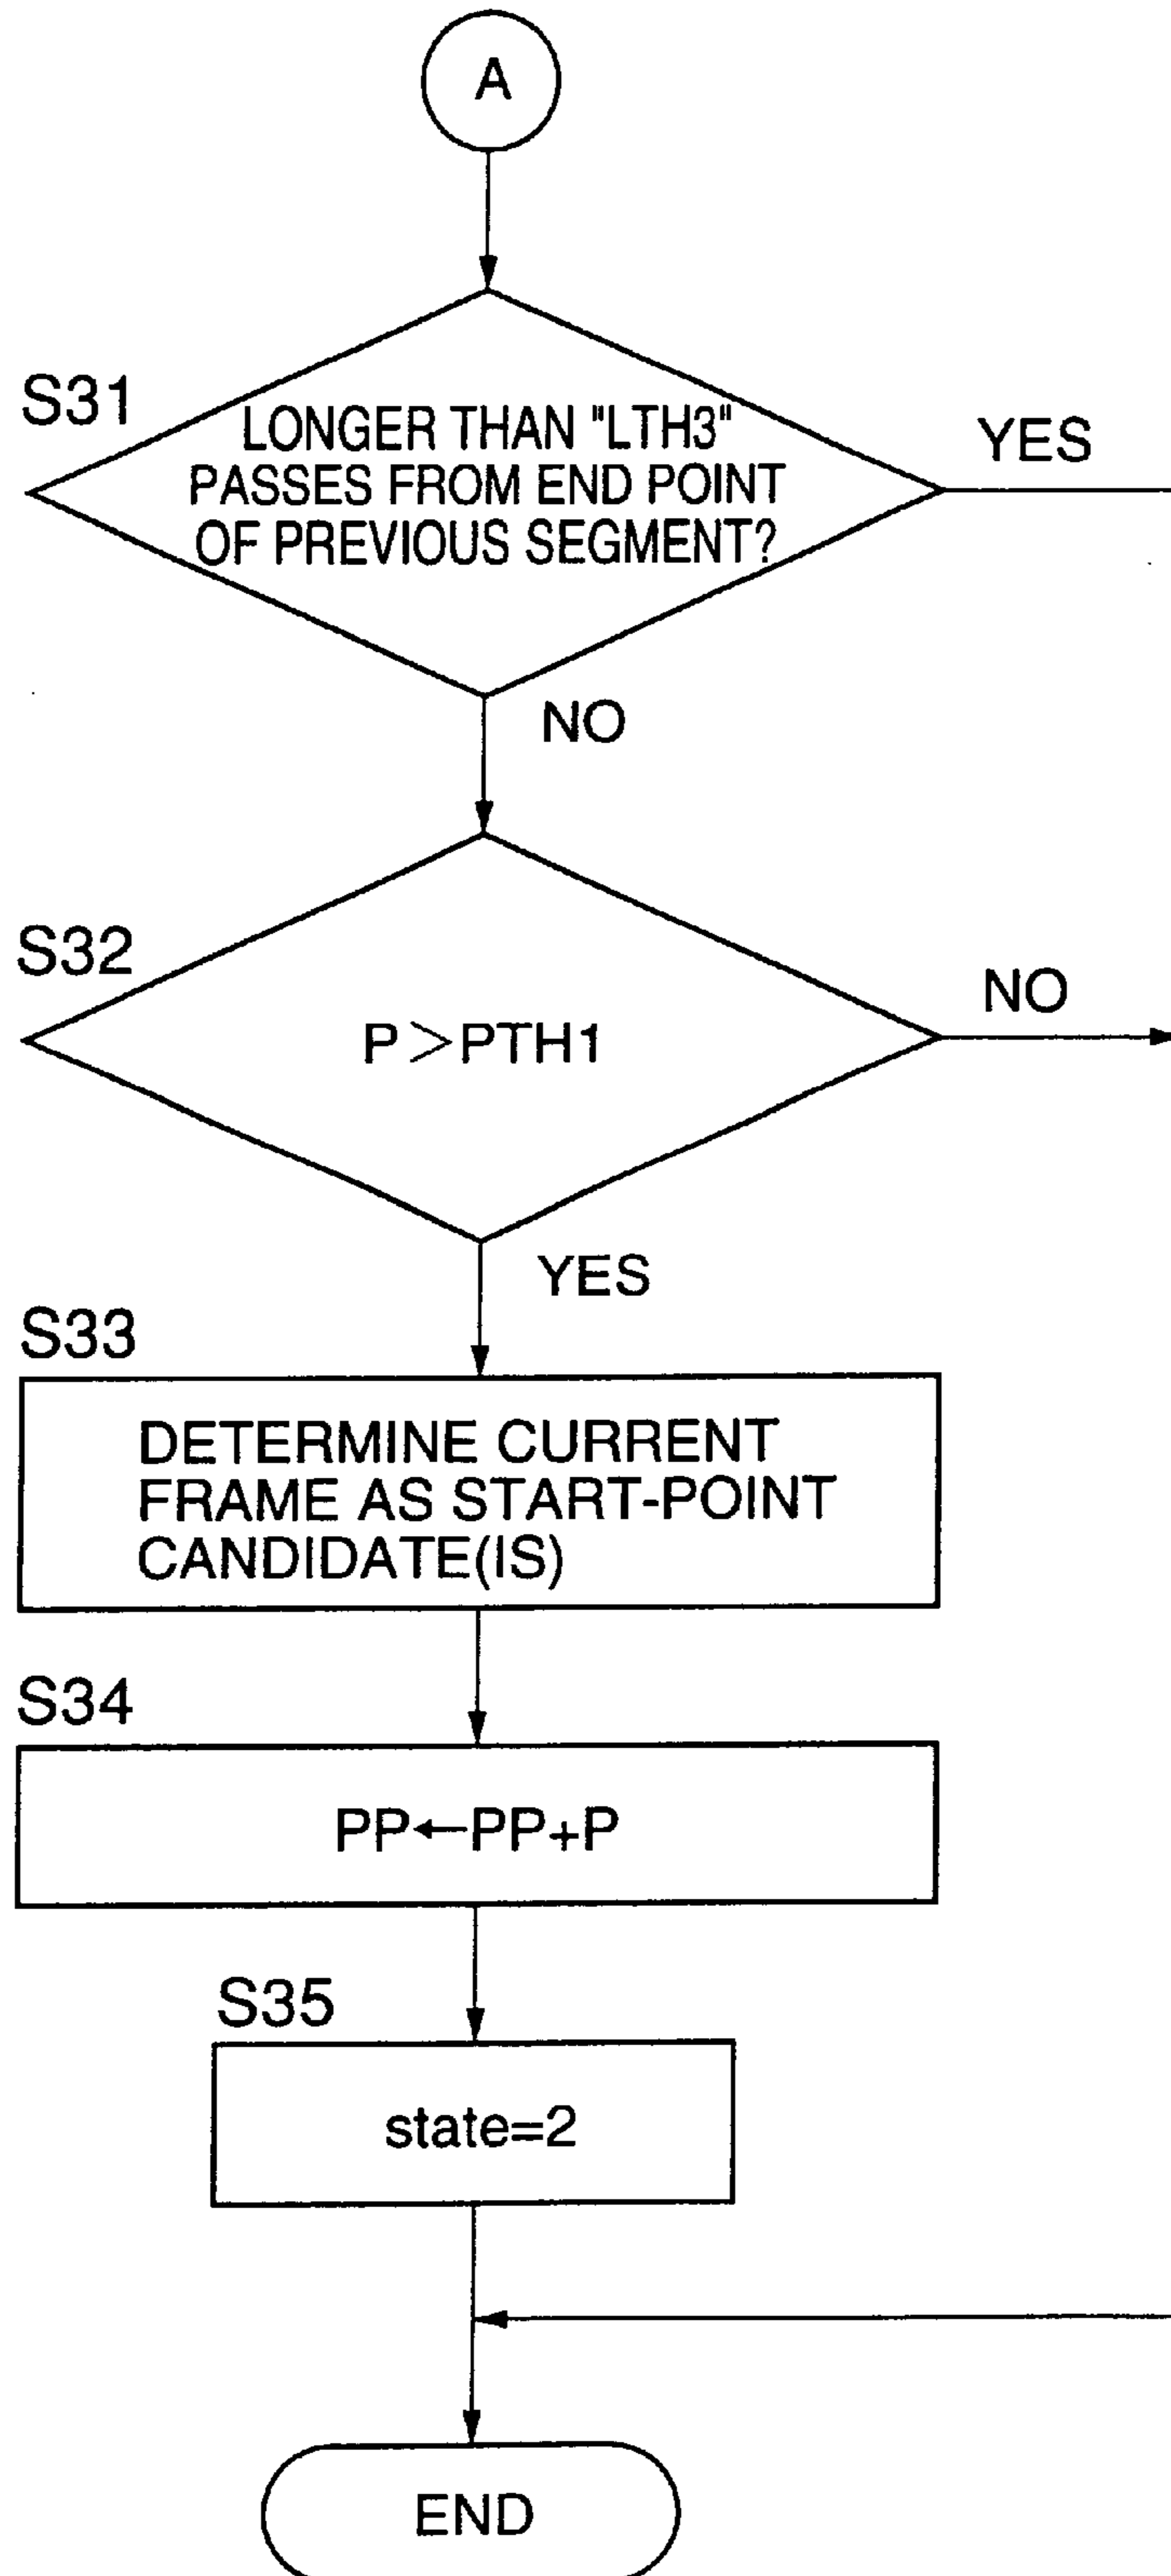 A
S31
LONGER THAN "LTH3"
PASSES FROM END POINT
OF PREVIOUS SEGMENT?
YES
NO
S32
P>PTH1
NO
YES
S33
DETERMINE CURRENT
FRAME AS START-POINT
CANDIDATE(IS)
S34
PP←PP+P
S35
state=2
END